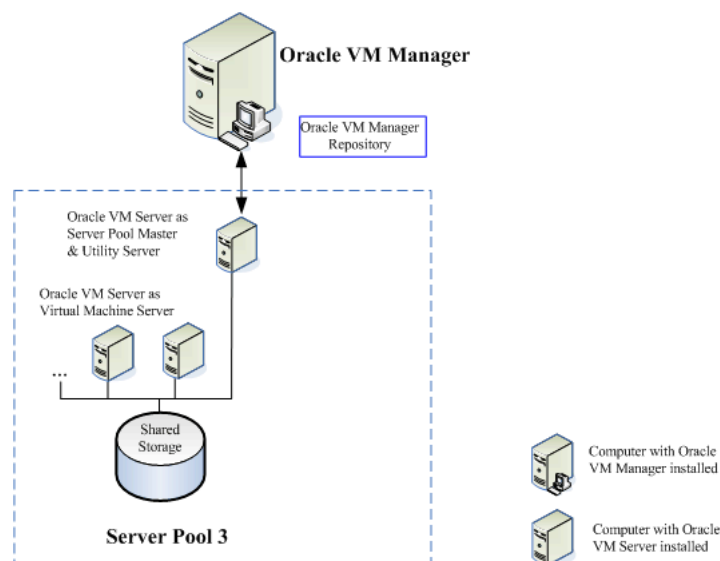 Oracle VM Manager
Oracle VM Manager
Repository
Oracle VM Server as
Server Pool Master
& Utility Server
Oracle VM Server as
Virtual Machine Server
...
Shared
Storage
Server Pool 3
Computer with Oracle
VM Manager installed
Computer with Oracle
VM Server installed